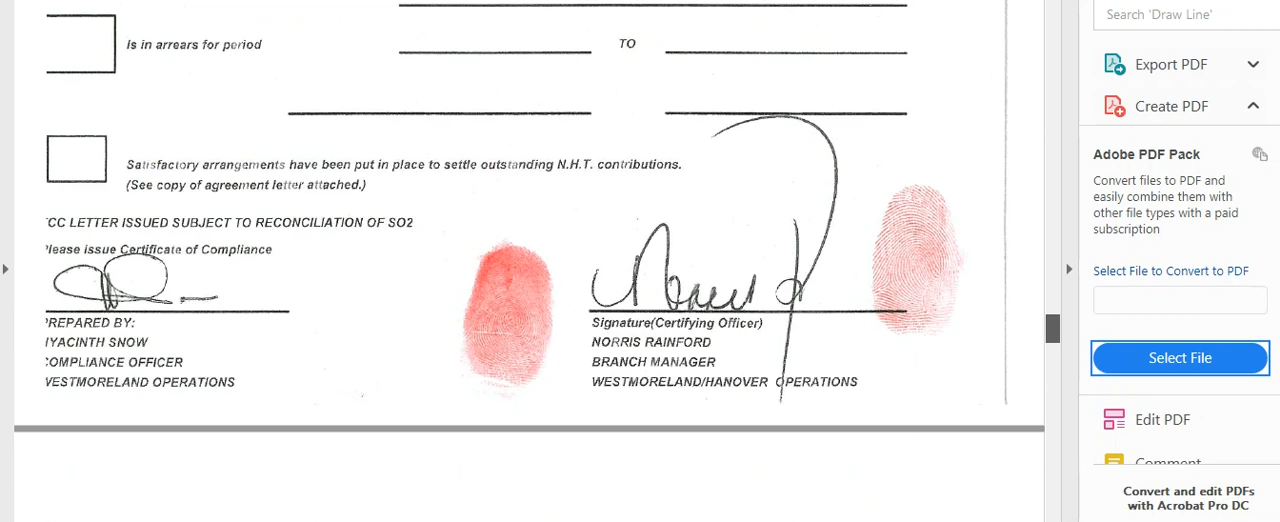 Search 'Draw Line'
Is in arrears for period
TO
Export PDF
Create PDF
Adobe PDF Pack
Convert files to PDF and
easily combine them with
other file types with a paid
subscription
Satisfactory arrangements have been put in place to settle outstanding N.H.T. contributions.
(See copy of agreement letter attached.)
CC LETTER ISSUED SUBJECT TO RECONCILIATION OF SO2
lease issue Certificate of Compliance
REPARED BY:
YACINTH SNOW
OMPLIANCE OFFICER
WESTMORELAND OPERATIONS
Signature(Certifying Officer)
NORRIS RAINFORD
BRANCH MANAGER
WESTMORELAND/HANOVER OPERATIONS
Select File to Convert to PDF
Select File
Edit PDF
Comment
Convert and edit PDFs
with Acrobat Pro DC